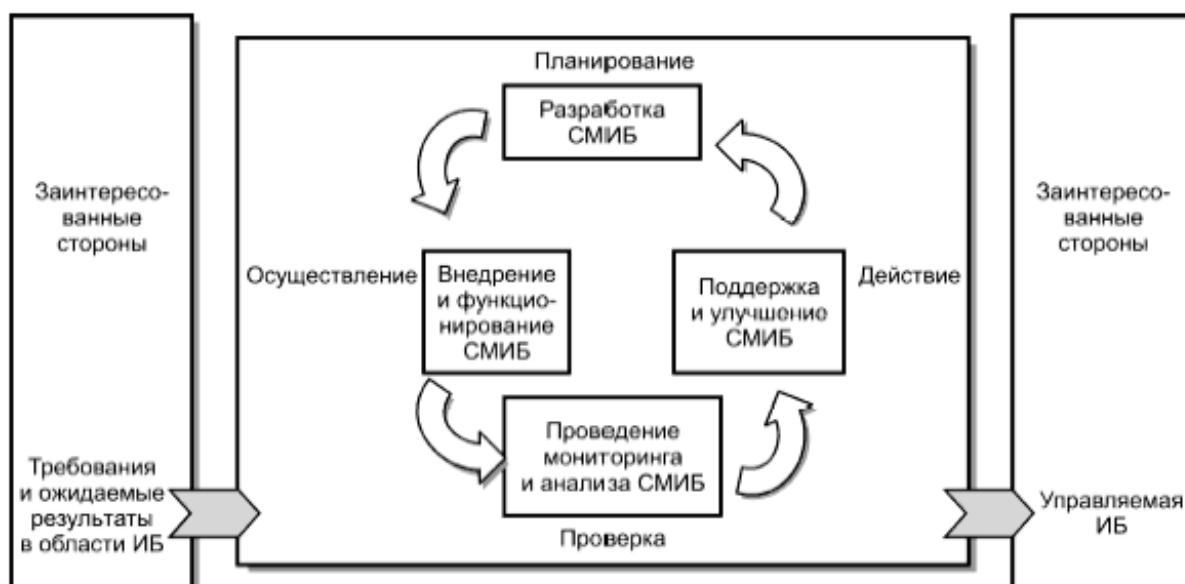 Заинтересо-
ванные
стороны
Требования
и ожидаемые
результаты
в области ИБ
Планирование
Разработка
СМИБ
Осуществление
Внедрение
и функцио-
нирование
СМИБ
Поддержка
и улучшение
СМИБ
Действие
Проведение
мониторинга
и анализа СМИБ
Проверка
Заинтересо-
ванные
стороны
Управляемая
ИБ